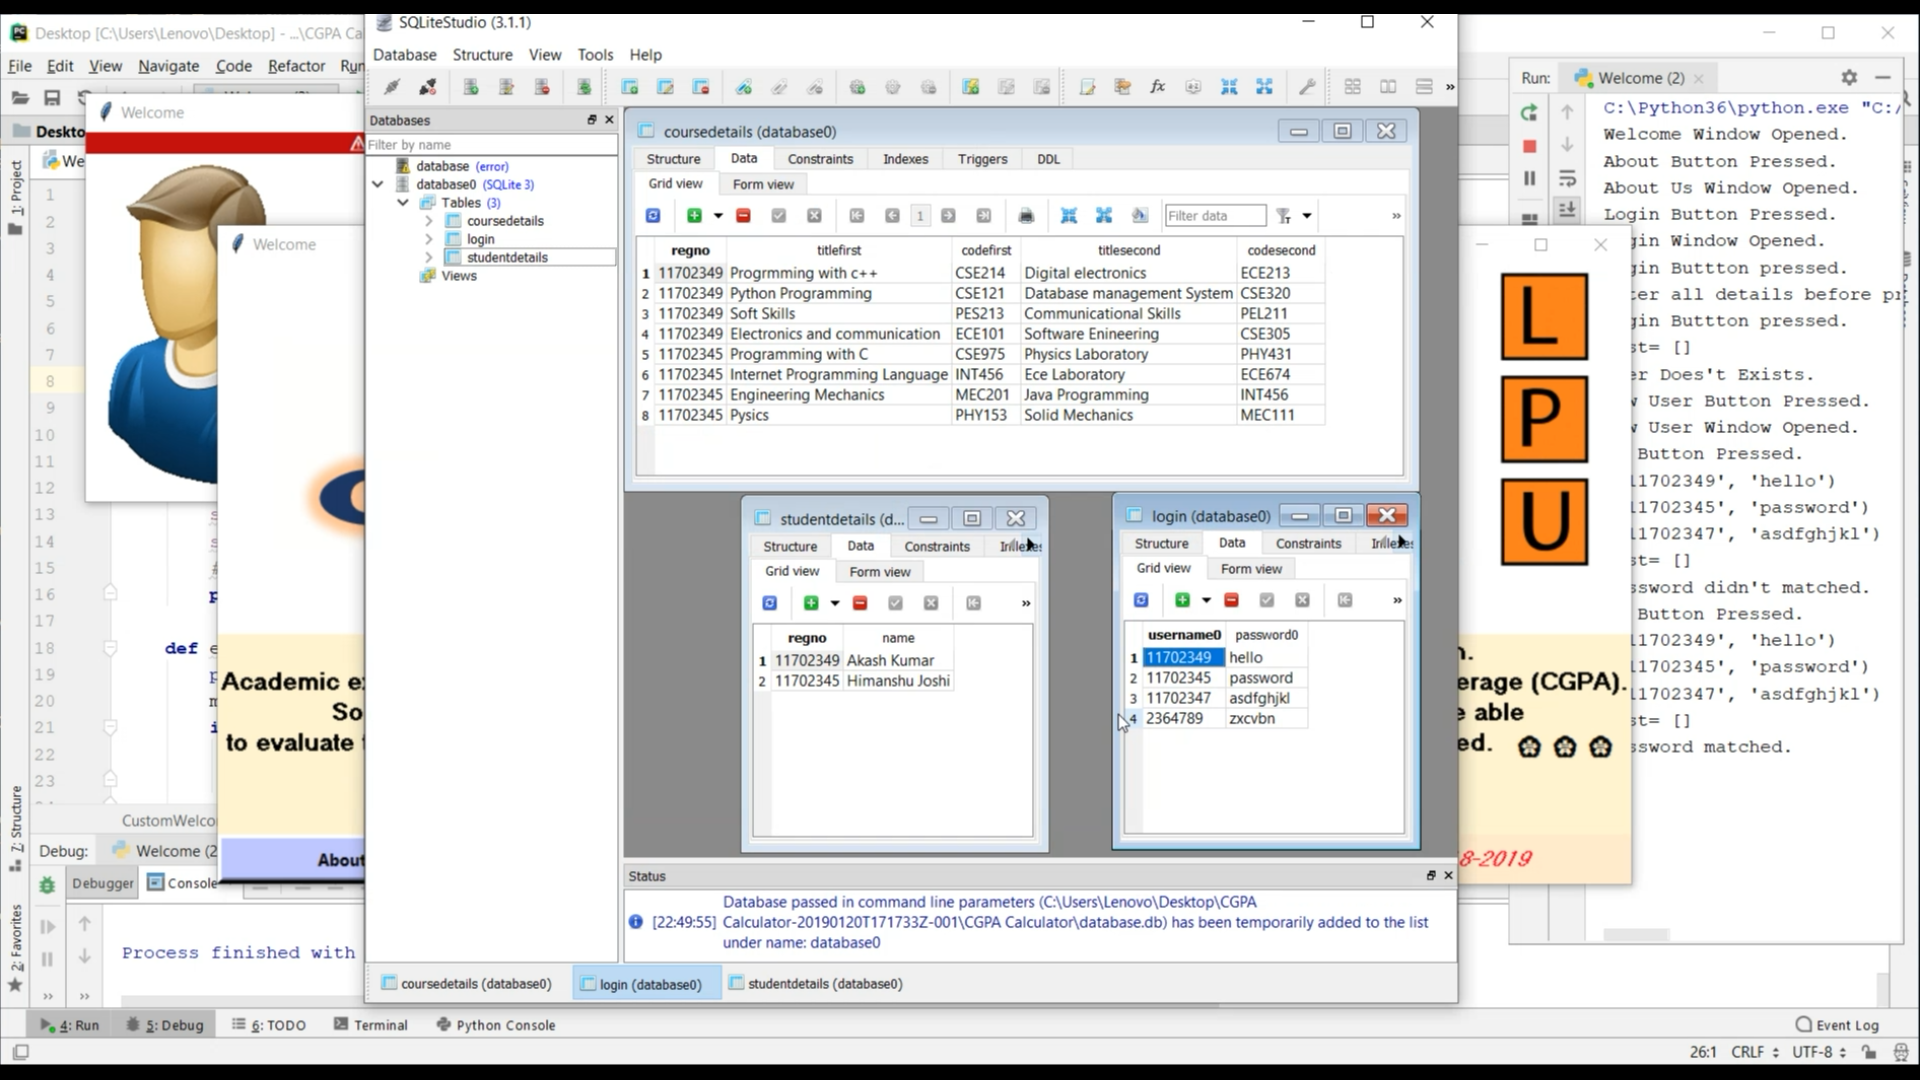 Desktop [C:\Users\Lenovo\Desktop] - ...\CGPA Ca
File Edit View Navigate Code Refactor Run
Welcome
Deskto
We
1: Project
7: Structure
2: Favorites
1
2
3
4
5
6
7
8
9
10
11
12
13
14
15
16
17
18 def e
19
20
21
22
23
Welcome
Academic e
So
to evaluate
About
CustomWelco
Debug: Welcome (2
Debugger Console
Process finished with
SQLiteStudio (3.1.1)
Database Structure View Tools Help
Databases
Filter by name
database (error)
database0 (SQLite 3)
Tables (3)
coursedetails
login
studentdetails
Views
coursedetails (database0)
Structure Data Constraints Indexes Triggers DDL
Grid view Form view
1 Filter data
regno titlefirst codefirst titlesecond codesecond
1 11702349 Progrmming with c++ CSE214 Digital electronics ECE213
2 11702349 Python Programming CSE121 Database management System CSE320
3 11702349 Soft Skills PES213 Communicational Skills PEL211
4 11702349 Electronics and communication ECE101 Software Enineering CSE305
5 11702345 Programming with C CSE975 Physics Laboratory PHY431
6 11702345 Internet Programming Language INT456 Ece Laboratory ECE674
7 11702345 Engineering Mechanics MEC201 Java Programming INT456
8 11702345 Pysics PHY153 Solid Mechanics MEC111
studentdetails (d...
Structure Data Constraints
Grid view Form view
regno name
1 11702349 Akash Kumar
2 11702345 Himanshu Joshi
login (database0)
Structure Data Constraints
Grid view Form view
username0 password0
1 11702349 hello
2 11702345 password
3 11702347 asdfghjkl
4 2364789 zxcvbn
Status
Database passed in command line parameters (C:\Users\Lenovo\Desktop\CGPA
[22:49:55] Calculator-20190120T171733Z-001\CGPA Calculator\database.db) has been temporarily added to the list
under name: database0
coursedetails (database0) login (database0) studentdetails (database0)
L
P
U
n.
erage (CGPA).
e able
ed.
8-2019
Run: Welcome (2)
C:\Python36\python.exe "C:/
Welcome Window Opened.
About Button Pressed.
About Us Window Opened.
Login Button Pressed.
gin Window Opened.
gin Buttton pressed.
ter all details before pr
gin Buttton pressed.
st= []
er Does't Exists.
w User Button Pressed.
w User Window Opened.
Button Pressed.
11702349', 'hello')
11702345', 'password')
11702347', 'asdfghjkl')
st= []
ssword didn't matched.
Button Pressed.
11702349', 'hello')
11702345', 'password')
11702347', 'asdfghjkl')
st= []
ssword matched.
4: Run 5: Debug 6: TODO Terminal Python Console Event Log
26:1 CRLF UTF-8